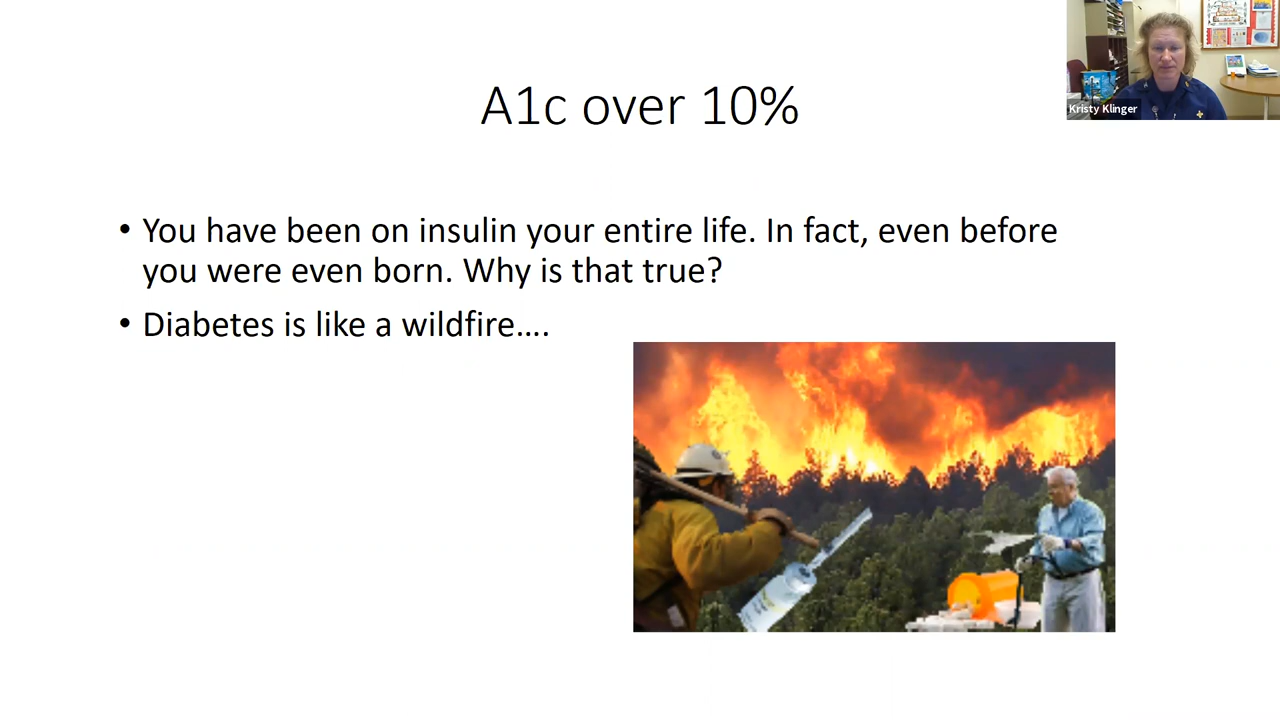 A1c over 10%
Kristy Klinger
• You have been on insulin your entire life. In fact, even before
you were even born. Why is that true?
• Diabetes is like a wildfire....